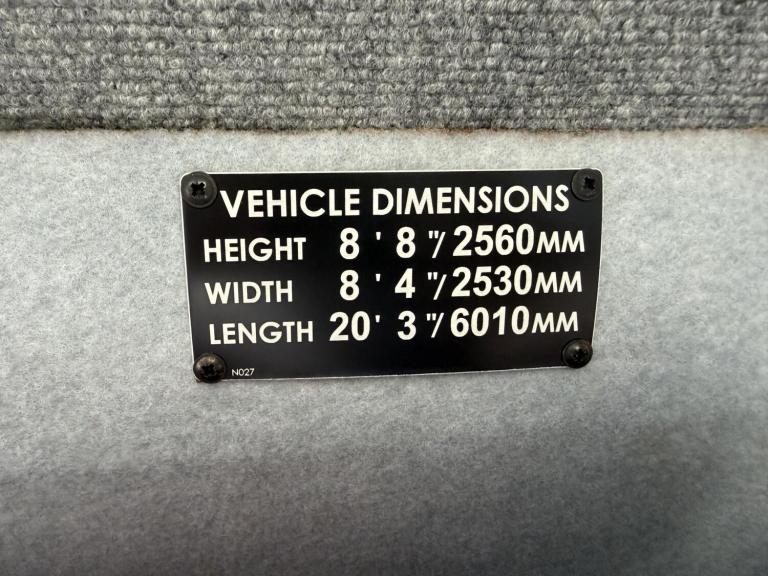 VEHICLE DIMENSIONS
HEIGHT 8 ' 8 "/ 2560MM
WIDTH 8 ' 4 "/ 2530MM
LENGTH 20 ' 3 "/ 6010MM
N027